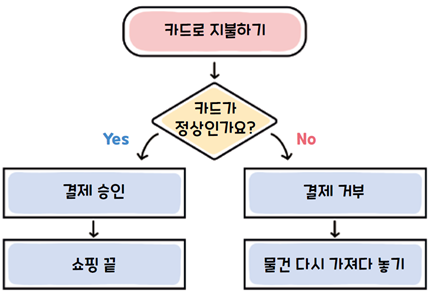 카드로 지불하기
카드가
정상인가요?
Yes
No
결제 승인
결제 거부
쇼핑 끝
물건 다시 가져다 놓기